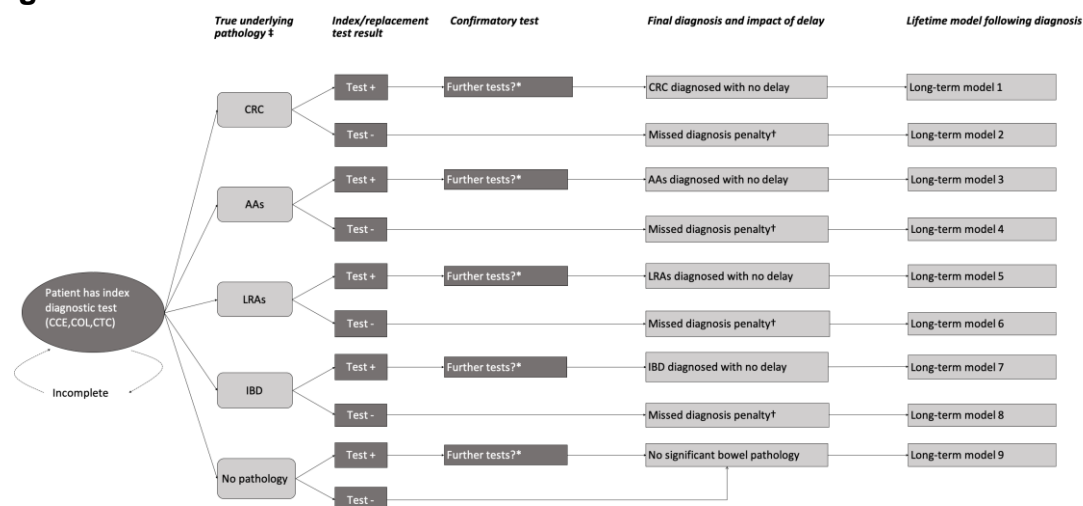 True underlying
pathology ‡
Index/replacement
test result
Confirmatory test
Final diagnosis and impact of delay
Lifetime model following diagnosis
CRC
Test +
Further tests?*
CRC diagnosed with no delay
Long-term model 1
Test -
Missed diagnosis penalty†
Long-term model 2
AAs
Test +
Further tests?*
AAs diagnosed with no delay
Long-term model 3
Test -
Missed diagnosis penalty†
Long-term model 4
Patient has index
diagnostic test
(CCE,COL,CTC)
Incomplete
LRAs
Test +
Further tests?*
LRAs diagnosed with no delay
Long-term model 5
Test -
Missed diagnosis penalty†
Long-term model 6
IBD
Test +
Further tests?*
IBD diagnosed with no delay
Long-term model 7
Test -
Missed diagnosis penalty†
Long-term model 8
No pathology
Test +
Further tests?*
No significant bowel pathology
Long-term model 9
Test -